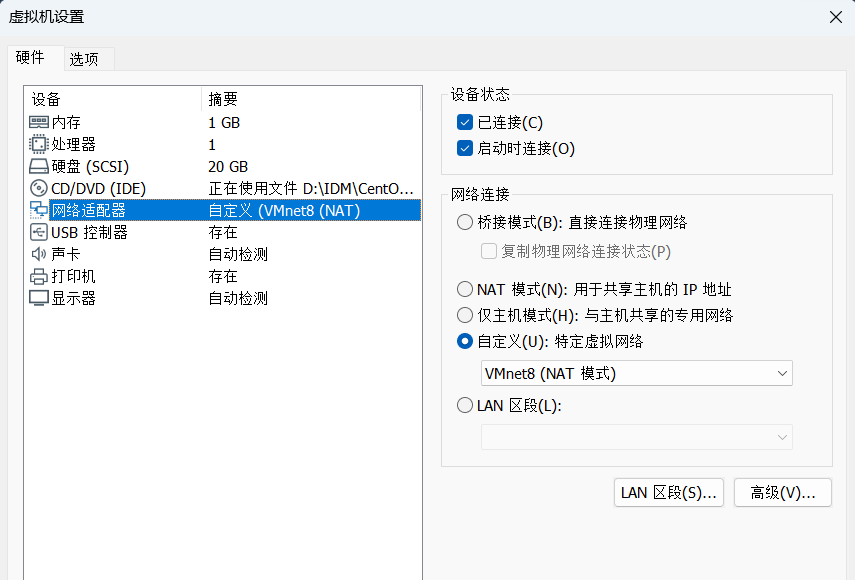 虚拟机设置
硬件 选项
设备 摘要
内存 1 GB
处理器 1
硬盘 (SCSI) 20 GB
CD/DVD (IDE) 正在使用文件 D:\IDM\CentO...
网络适配器 自定义 (VMnet8 (NAT)
USB 控制器 存在
声卡 自动检测
打印机 存在
显示器 自动检测
设备状态
已连接(C)
启动时连接(O)
网络连接
桥接模式(B): 直接连接物理网络
复制物理网络连接状态(P)
NAT 模式(N): 用于共享主机的 IP 地址
仅主机模式(H): 与主机共享的专用网络
自定义(U): 特定虚拟网络
VMnet8 (NAT 模式)
LAN 区段(L):
LAN 区段(S)... 高级(V)...